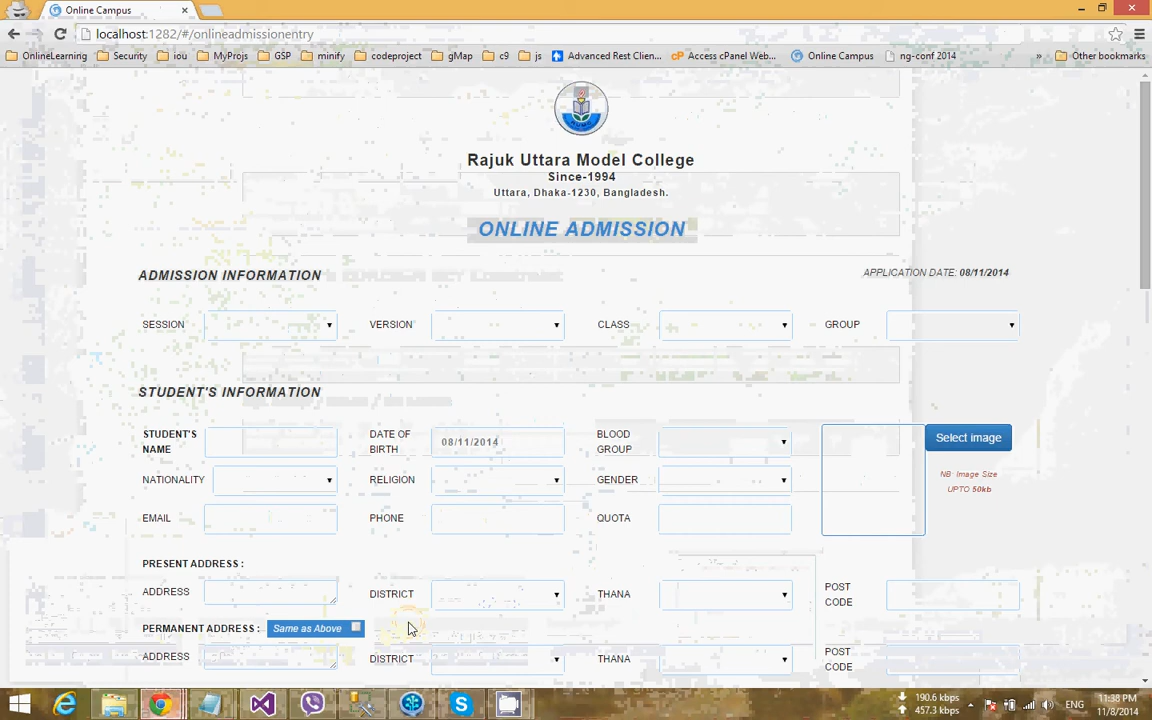 Online Campus
localhost:1282/#/onlineadmissionentry
OnlineLearning Security iou MyProjs GSP minify codeproject gMap c9 js Advanced Rest Clien... cP Access cPanel Web... Online Campus ng-conf 2014 » Other bookmarks
Rajuk Uttara Model College
Since-1994
Uttara, Dhaka-1230, Bangladesh.
ONLINE ADMISSION
ADMISSION INFORMATION
APPLICATION DATE: 08/11/2014
SESSION VERSION CLASS GROUP
STUDENT'S INFORMATION
STUDENT'S NAME DATE OF BIRTH 08/11/2014 BLOOD GROUP Select image
NB: Image Size
UPTO 50kb
NATIONALITY RELIGION GENDER
EMAIL PHONE QUOTA
PRESENT ADDRESS :
ADDRESS DISTRICT THANA POST CODE
PERMANENT ADDRESS : Same as Above
ADDRESS DISTRICT THANA POST CODE
190.6 kbps
457.3 kbps
ENG
11:38 PM
11/8/2014